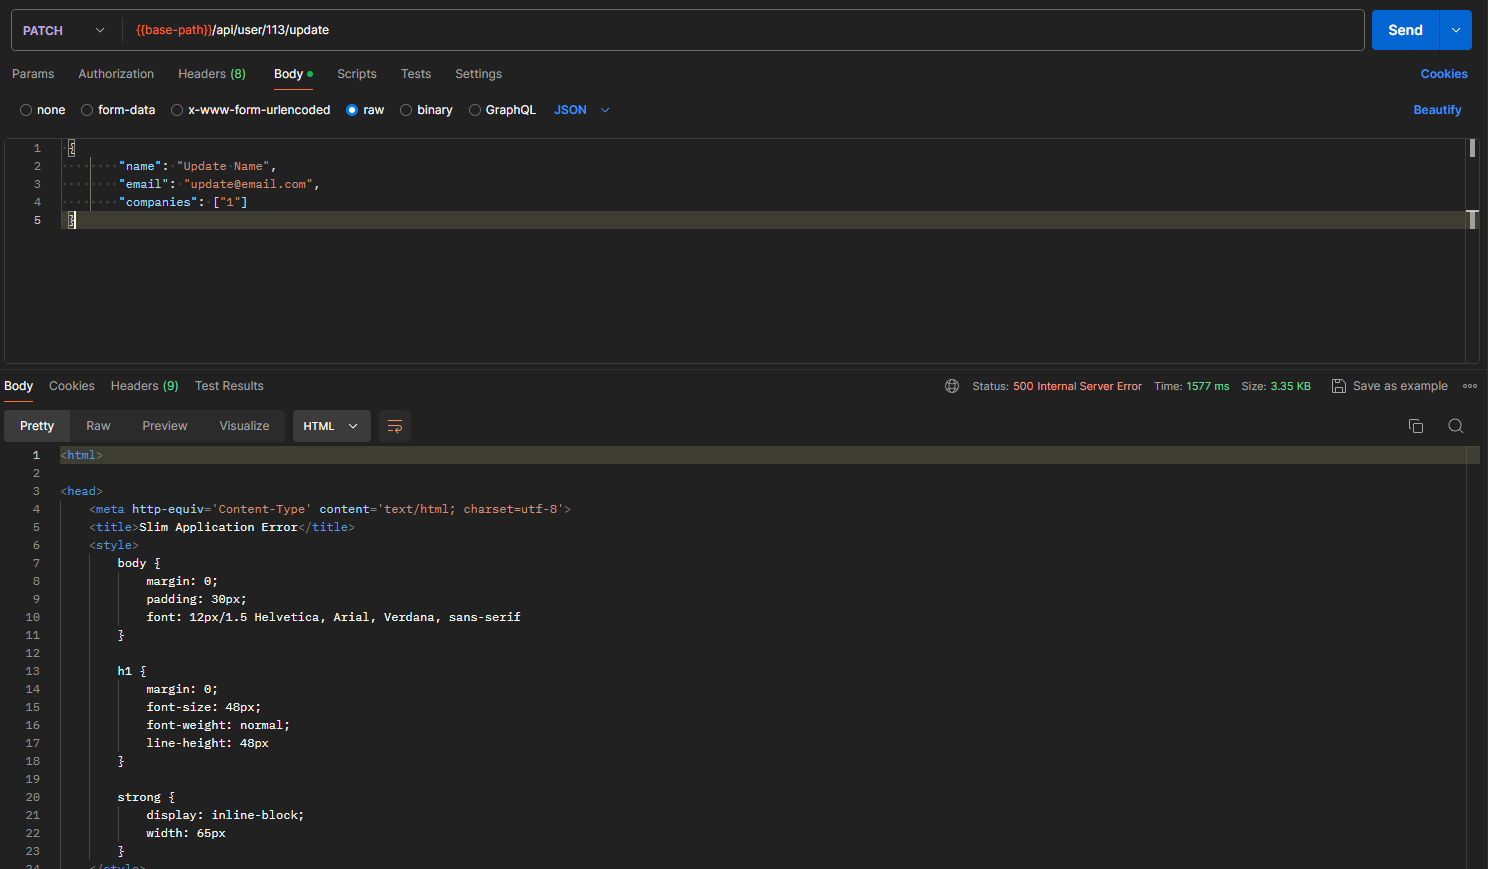 PATCH {{base-path}}/api/user/113/update Send
Params Authorization Headers (8) Body Scripts Tests Settings Cookies
none form-data x-www-form-urlencoded raw binary GraphQL JSON Beautify
1 {
2 "name": "Update Name",
3 "email": "update@email.com",
4 "companies": ["1"]
5 }
Body Cookies Headers (9) Test Results Status: 500 Internal Server Error Time: 1577 ms Size: 3.35 KB Save as example
Pretty Raw Preview Visualize HTML
1 <html>
2
3 <head>
4 <meta http-equiv='Content-Type' content='text/html; charset=utf-8'>
5 <title>Slim Application Error</title>
6 <style>
7 body {
8 margin: 0;
9 padding: 30px;
10 font: 12px/1.5 Helvetica, Arial, Verdana, sans-serif
11 }
12
13 h1 {
14 margin: 0;
15 font-size: 48px;
16 font-weight: normal;
17 line-height: 48px
18 }
19
20 strong {
21 display: inline-block;
22 width: 65px
23 }
24 </style>